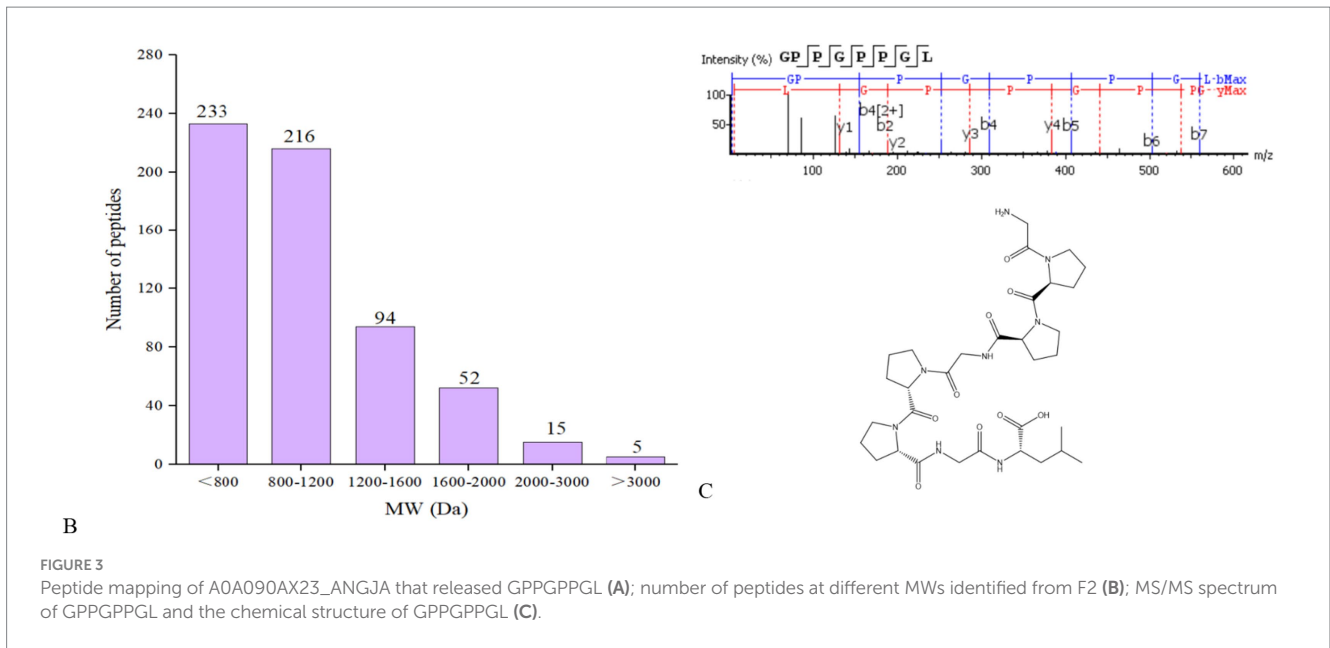 280
240
200
160
120
80
40
0
Number of peptides
233
216
94
52
15
5
<800
800-1200
1200-1600
1600-2000
2000-3000
>3000
MW (Da)
B
Intensity (%) GP P G P P G L
GP P G P P G L-bMax
L G P P G P PG-yMax
100
50
y1
b4[2+]
b2
y2
y3
b4
y4
b5
b6
b7
100 200 300 400 500 600
m/z
H₂N
O
N
O
N
O
NH
N
O
O
N
O
H
N
O
N
H
O
OH
C
FIGURE 3
Peptide mapping of A0A090AX23_ANGJA that released GPPGPPGL (A); number of peptides at different MWs identified from F2 (B); MS/MS spectrum
of GPPGPPGL and the chemical structure of GPPGPPGL (C).